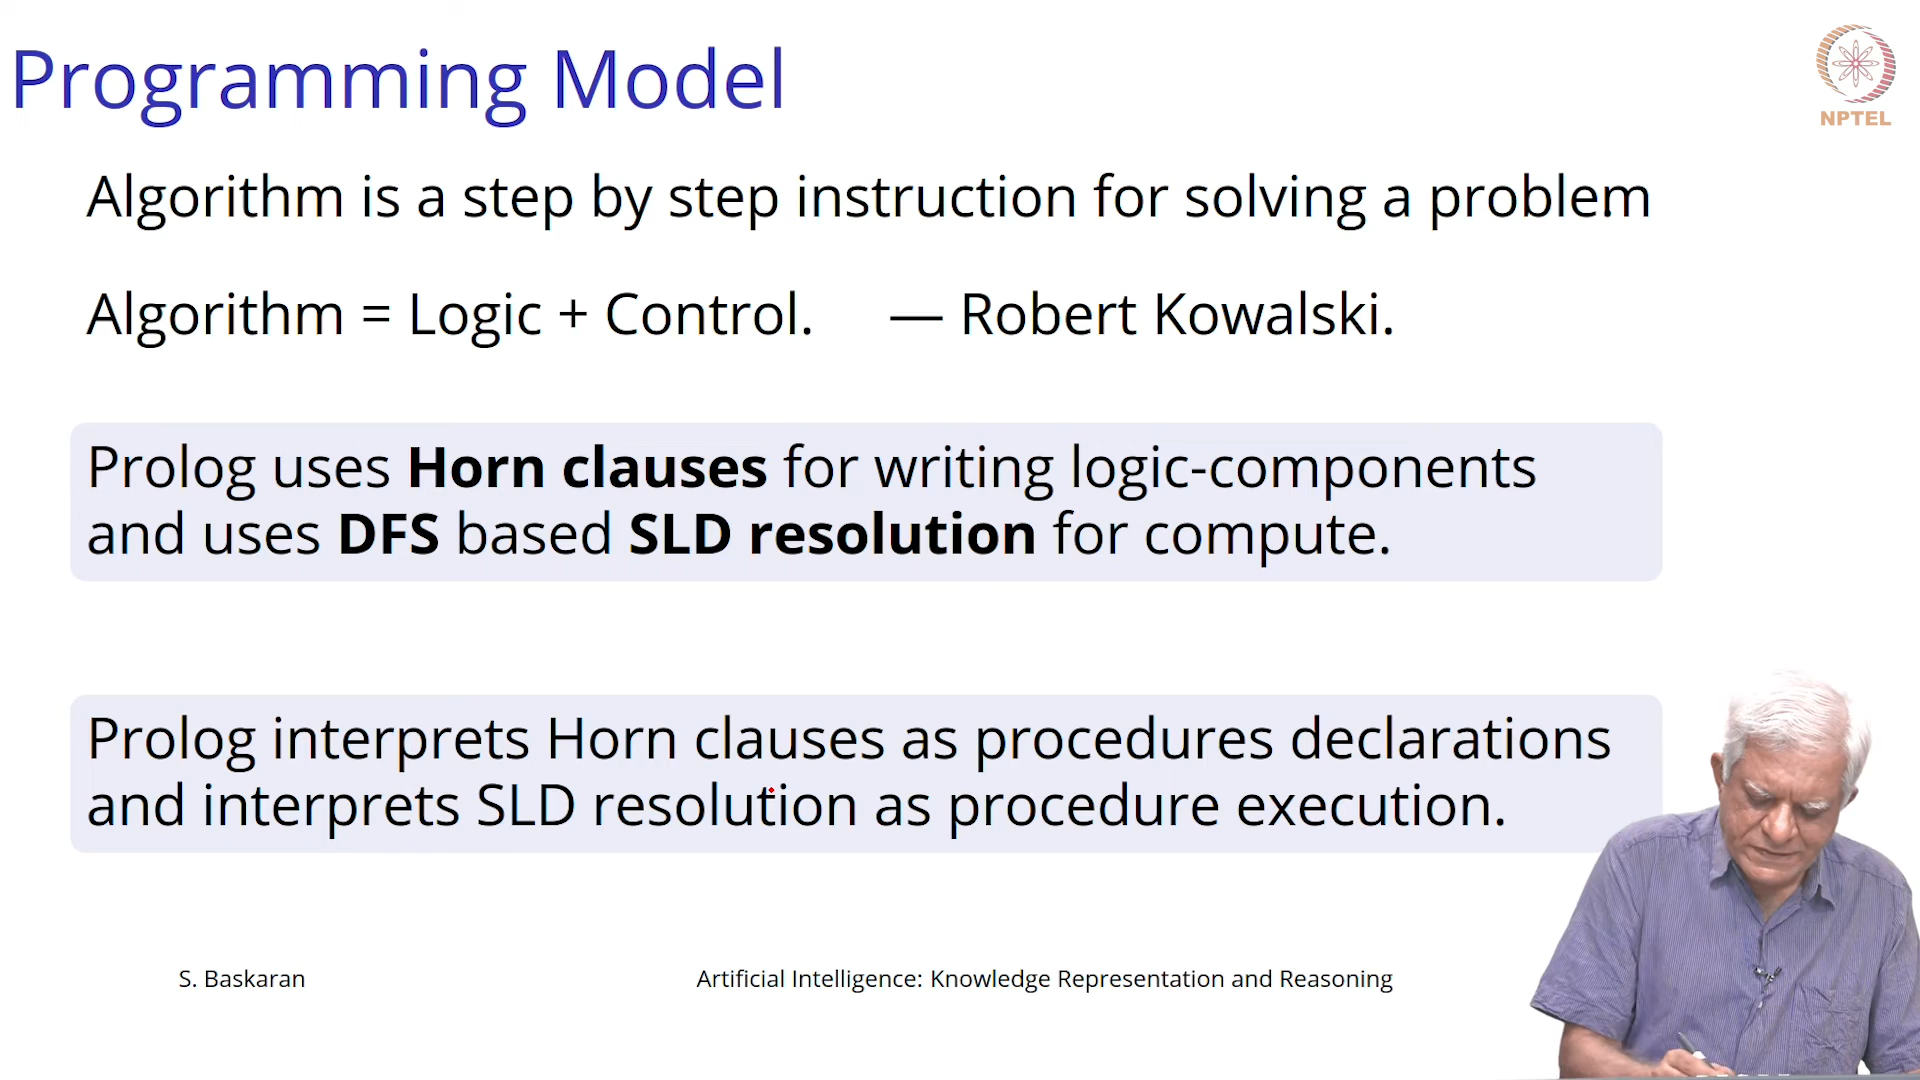 Programming Model
NPTEL
Algorithm is a step by step instruction for solving a problem
Algorithm = Logic + Control. — Robert Kowalski.
Prolog uses Horn clauses for writing logic-components
and uses DFS based SLD resolution for compute.
Prolog interprets Horn clauses as procedures declarations
and interprets SLD resolution as procedure execution.
S. Baskaran
Artificial Intelligence: Knowledge Representation and Reasoning